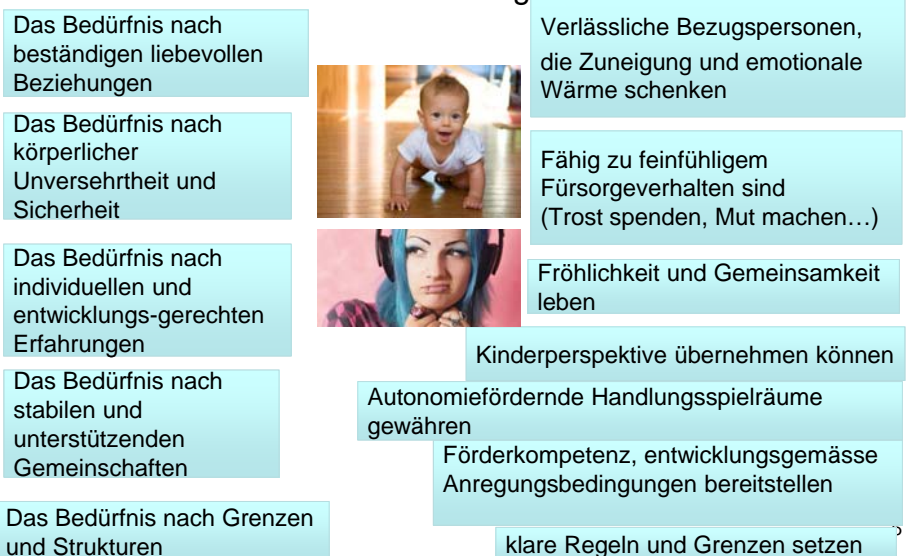 Das Bedürfnis nach
beständigen liebevollen
Beziehungen
Das Bedürfnis nach
körperlicher
Unversehrtheit und
Sicherheit
Das Bedürfnis nach
individuellen und
entwicklungs-gerechten
Erfahrungen
Das Bedürfnis nach
stabilen und
unterstützenden
Gemeinschaften
Das Bedürfnis nach Grenzen
und Strukturen
Verlässliche Bezugspersonen,
die Zuneigung und emotionale
Wärme schenken
Fähig zu feinfühligem
Fürsorgeverhalten sind
(Trost spenden, Mut machen…)
Fröhlichkeit und Gemeinsamkeit
leben
Kinderperspektive übernehmen können
Autonomiefördernde Handlungsspielräume
gewähren
Förderkompetenz, entwicklungsgemässe
Anregungsbedingungen bereitstellen
klare Regeln und Grenzen setzen